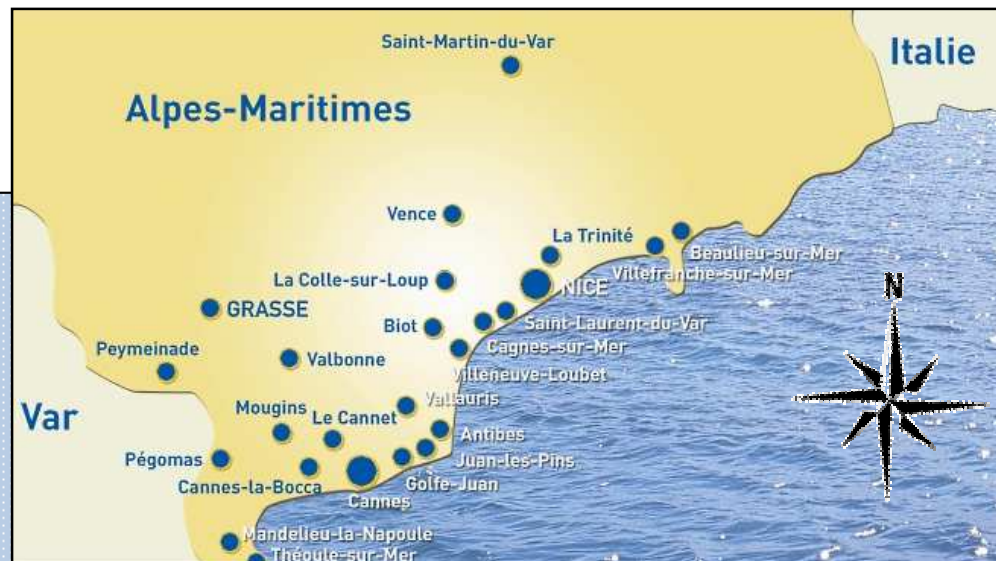 Saint-Martin-du-Var
Italie
Alpes-Maritimes
Vence
La Trinité
Beaulieu-sur-Mer
Villefranche-sur-Mer
La Colle-sur-Loup
NICE
N
GRASSE
Biot
Saint-Laurent-du-Var
Peymeinade
Valbonne
Cagnes-sur-Mer
Villeneuve-Loubet
Vallauris
Var
Mougins
Le Cannet
Antibes
Pégomas
Juan-les-Pins
Cannes-la-Bocca
Golfe-Juan
Cannes
Mandelieu-la-Napoule
Théoule-sur-Mer